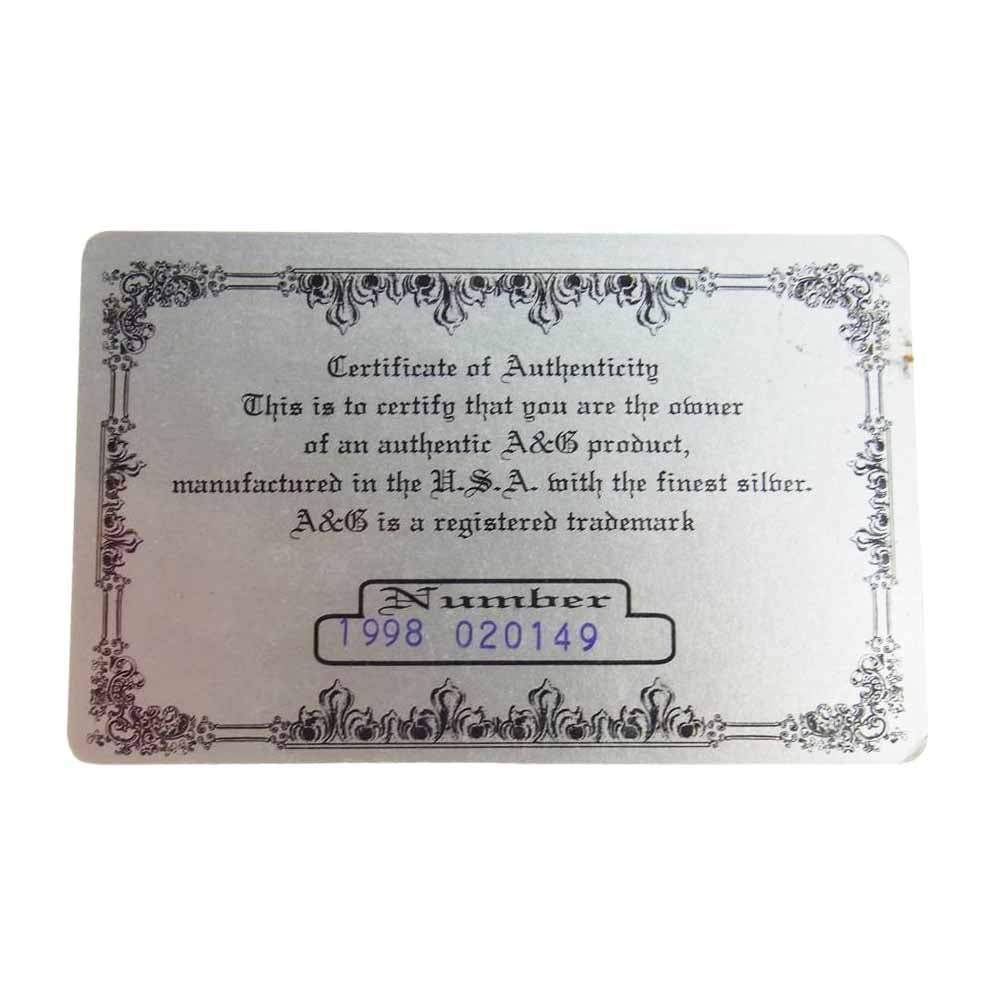 Certificate of Authenticity
This is to certify that you are the owner
of an authentic A&G product,
manufactured in the U.S.A. with the finest silver.
A&G is a registered trademark
Number
1998 020149